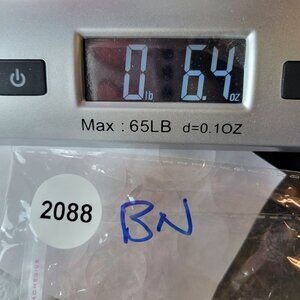 0 lb 6.4 oz
Max : 65LB d=0.1OZ
2088 BN